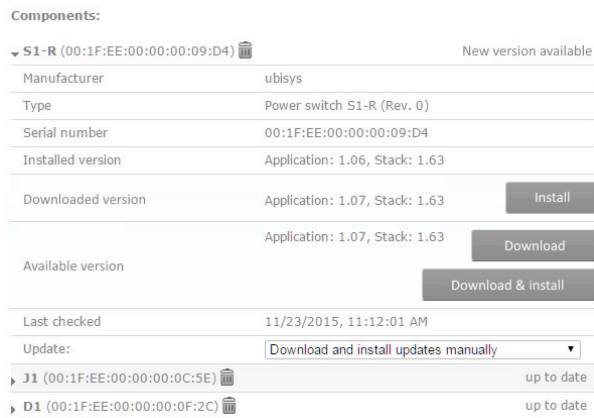 Components:
S1-R (00:1F:EE:00:00:00:09:D4) New version available
Manufacturer ubisys
Type Power switch S1-R (Rev. 0)
Serial number 00:1F:EE:00:00:00:09:D4
Installed version Application: 1.06, Stack: 1.63
Downloaded version Application: 1.07, Stack: 1.63 Install
Available version Application: 1.07, Stack: 1.63 Download
Download & install
Last checked 11/23/2015, 11:12:01 AM
Update: Download and install updates manually
J1 (00:1F:EE:00:00:00:0C:5E) up to date
D1 (00:1F:EE:00:00:00:0F:2C) up to date